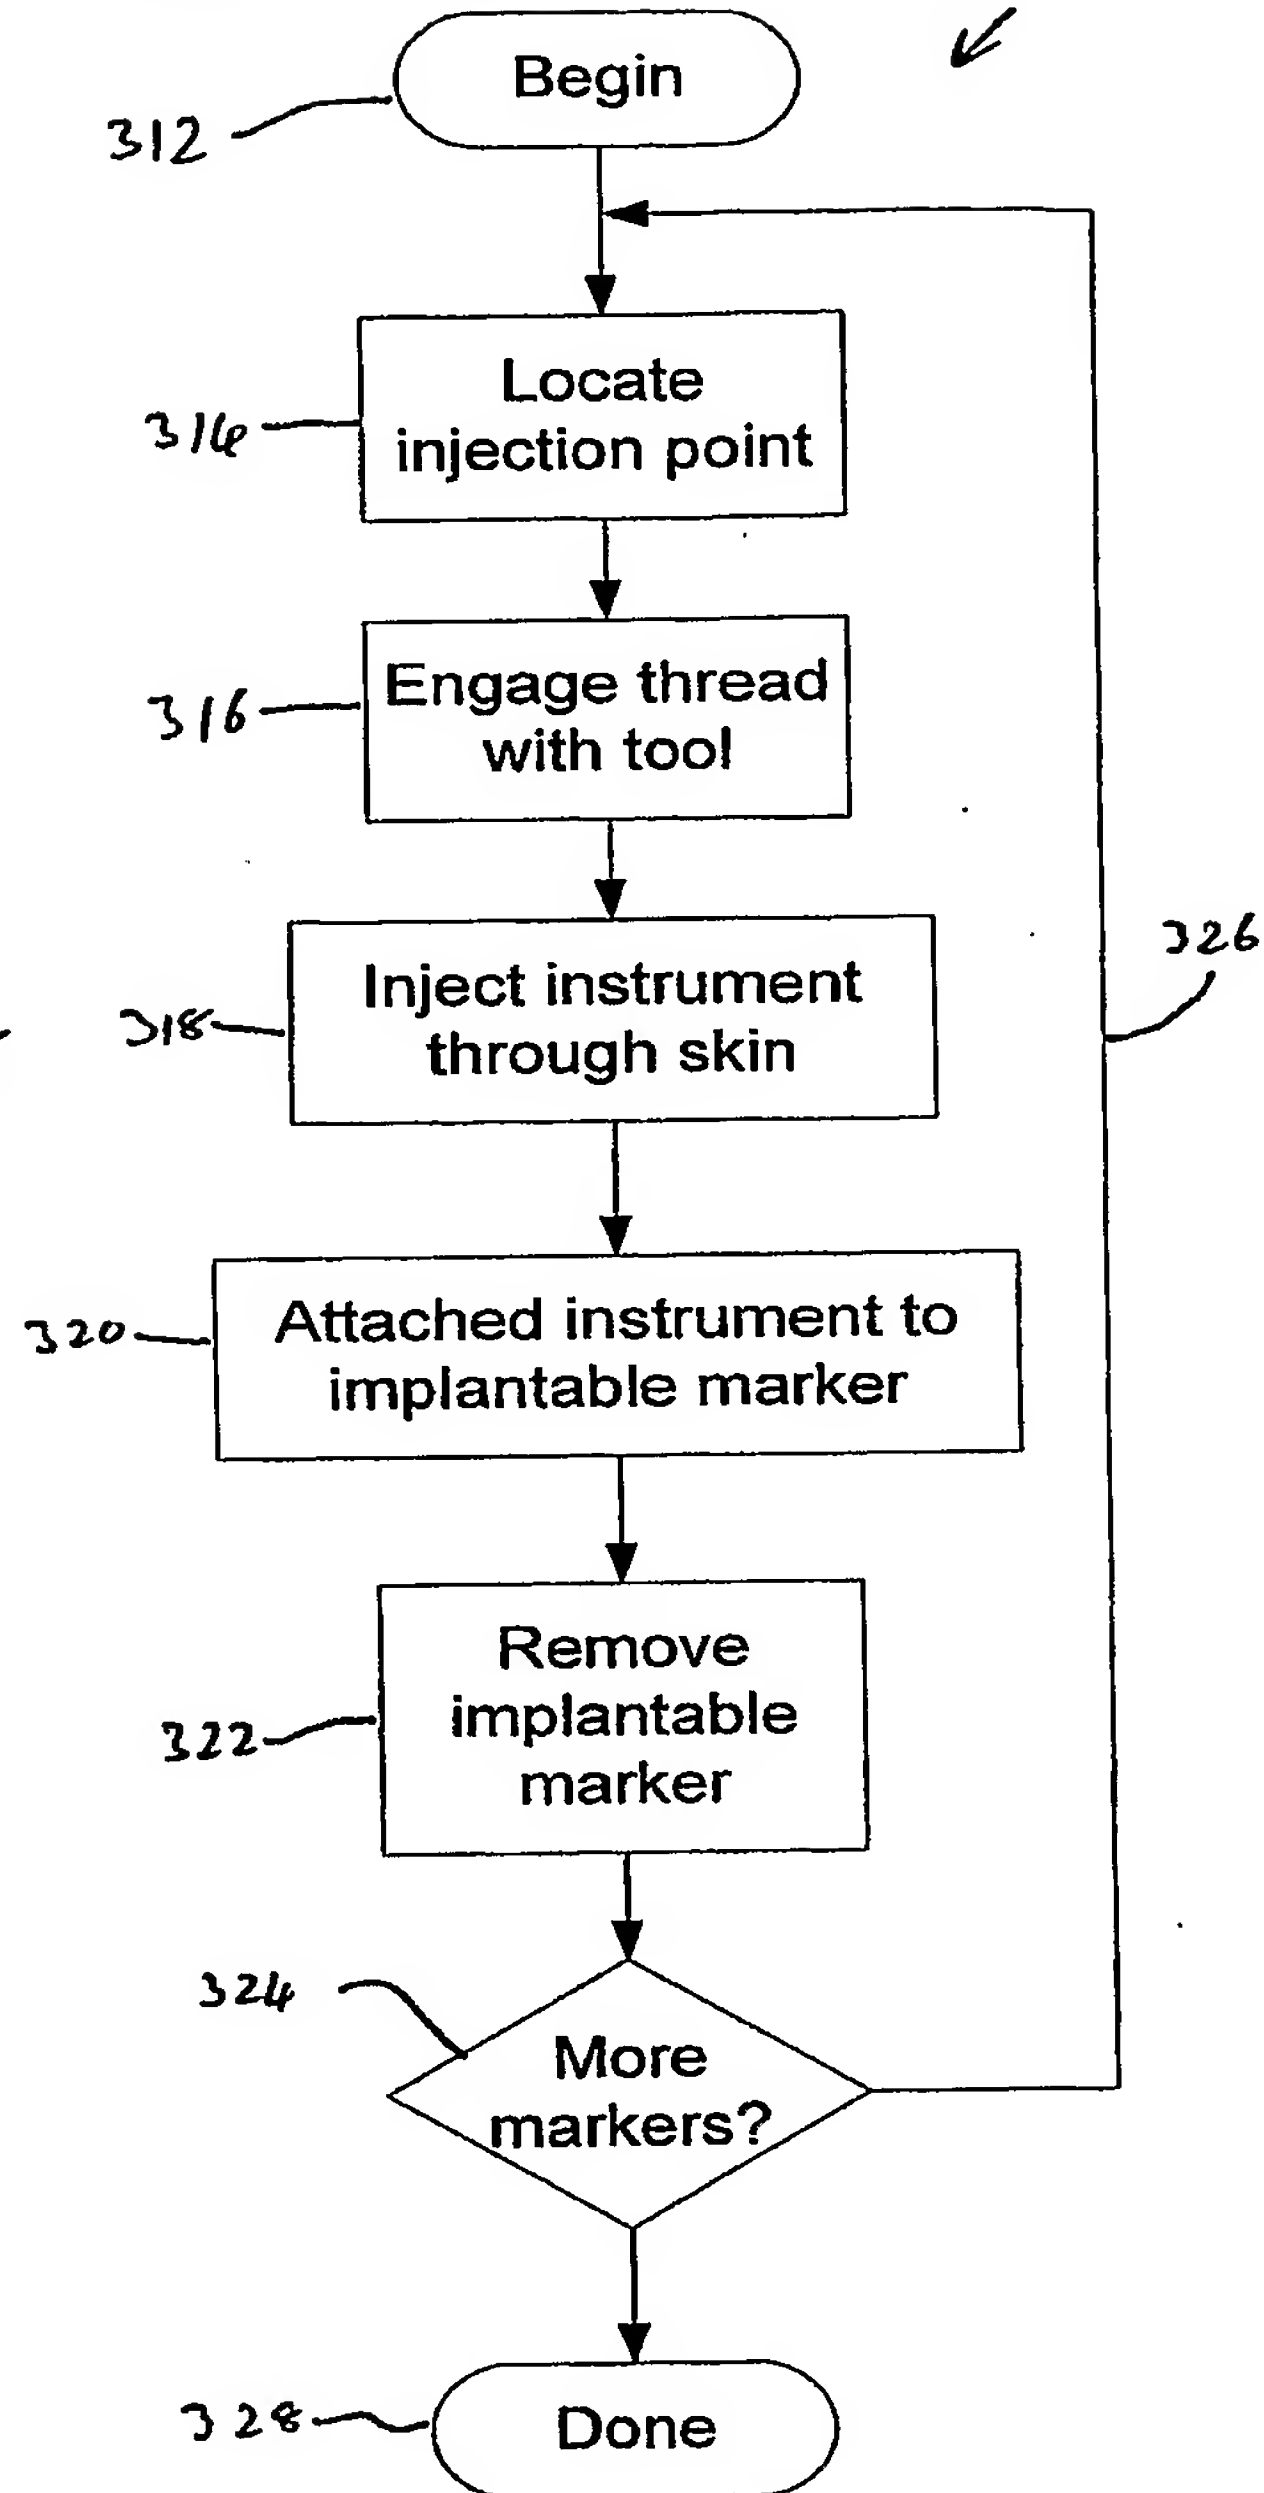 Begin
312
Locate
injection point
314
Engage thread
with tool
316
Inject instrument
through skin
318
326
Attached instrument to
implantable marker
320
Remove
implantable
marker
322
324
More
markers?
328
Done